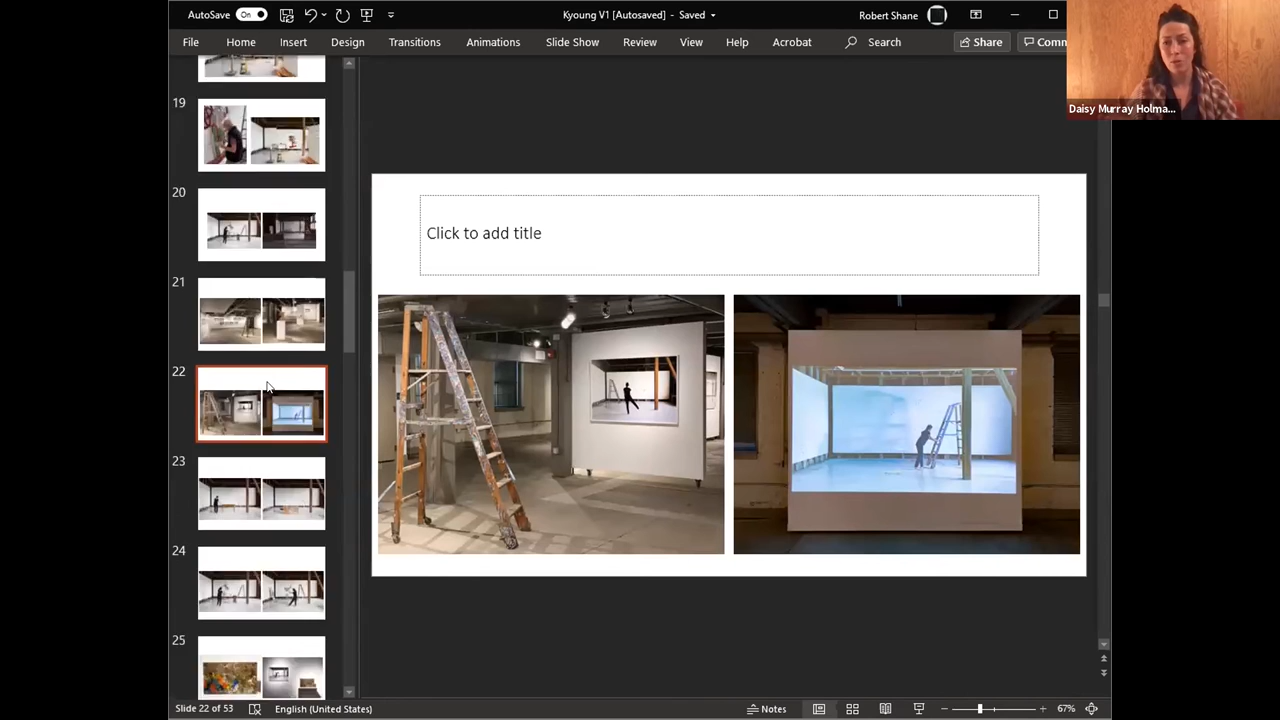 AutoSave On Kyoung V1 [Autosaved] - Saved Robert Shane
File Home Insert Design Transitions Animations Slide Show Review View Help Acrobat Search Share Comm
Daisy Murray Holma...
19
20
21
22
23
24
25
Click to add title
Slide 22 of 53 English (United States) Notes 67%